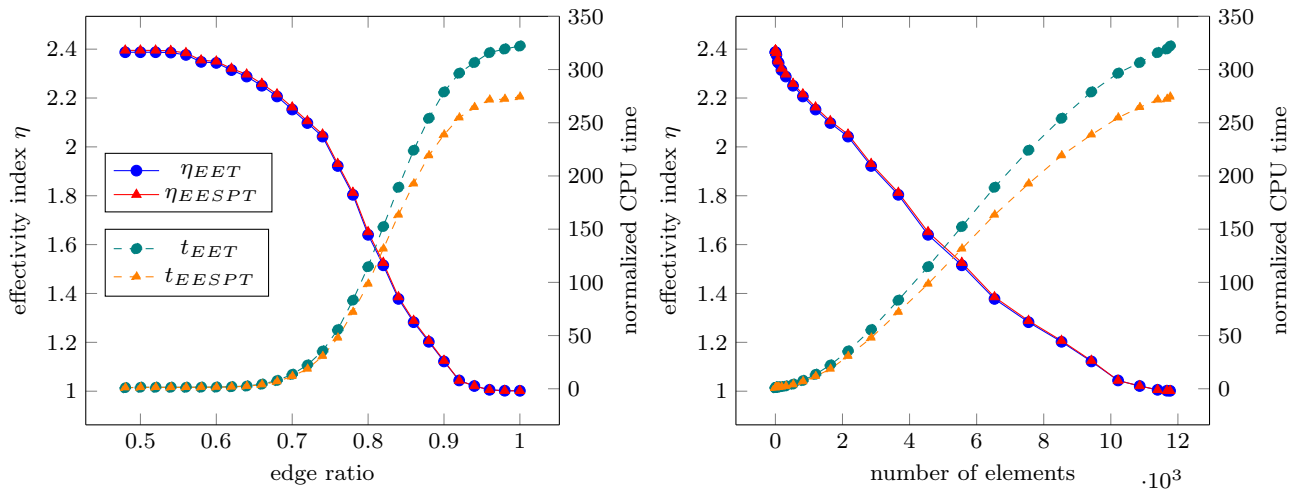 effectivity index η
2.4
2.2
2
1.8
1.6
1.4
1.2
1
350
300
250
200
150
100
50
0
normalized CPU time
ηEET
ηEESPT
tEET
tEESPT
0.5 0.6 0.7 0.8 0.9 1
edge ratio
effectivity index η
2.4
2.2
2
1.8
1.6
1.4
1.2
1
350
300
250
200
150
100
50
0
normalized CPU time
0 2 4 6 8 10 12
number of elements
·10³